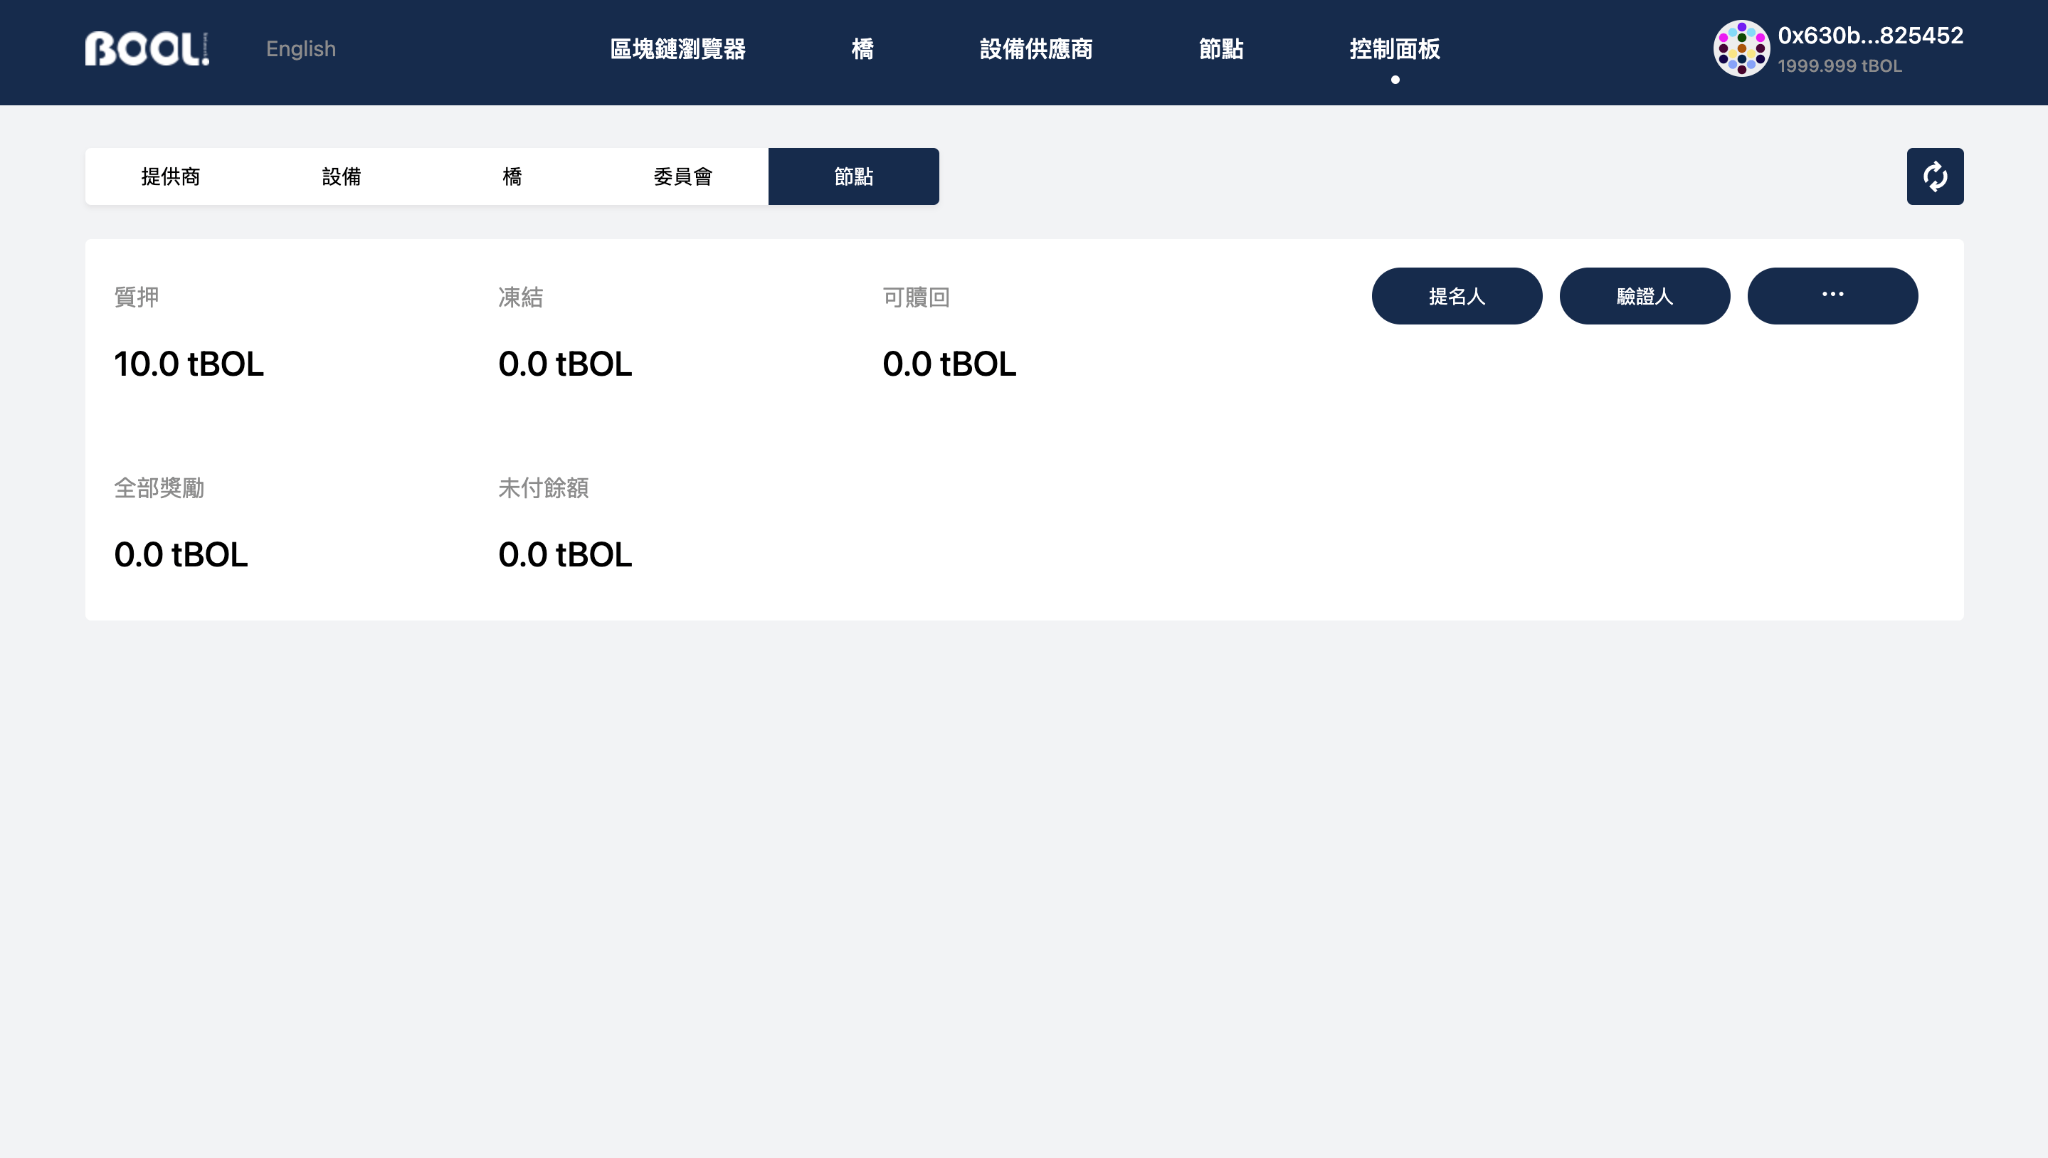 BOOL!
English
區塊鏈瀏覽器
橋
設備供應商
節點
控制面板
0x630b...825452
1999.999 tBOL
提供商
設備
橋
委員會
節點
質押
凍結
可贖回
提名人
驗證人
...
10.0 tBOL
0.0 tBOL
0.0 tBOL
全部獎勵
未付餘額
0.0 tBOL
0.0 tBOL